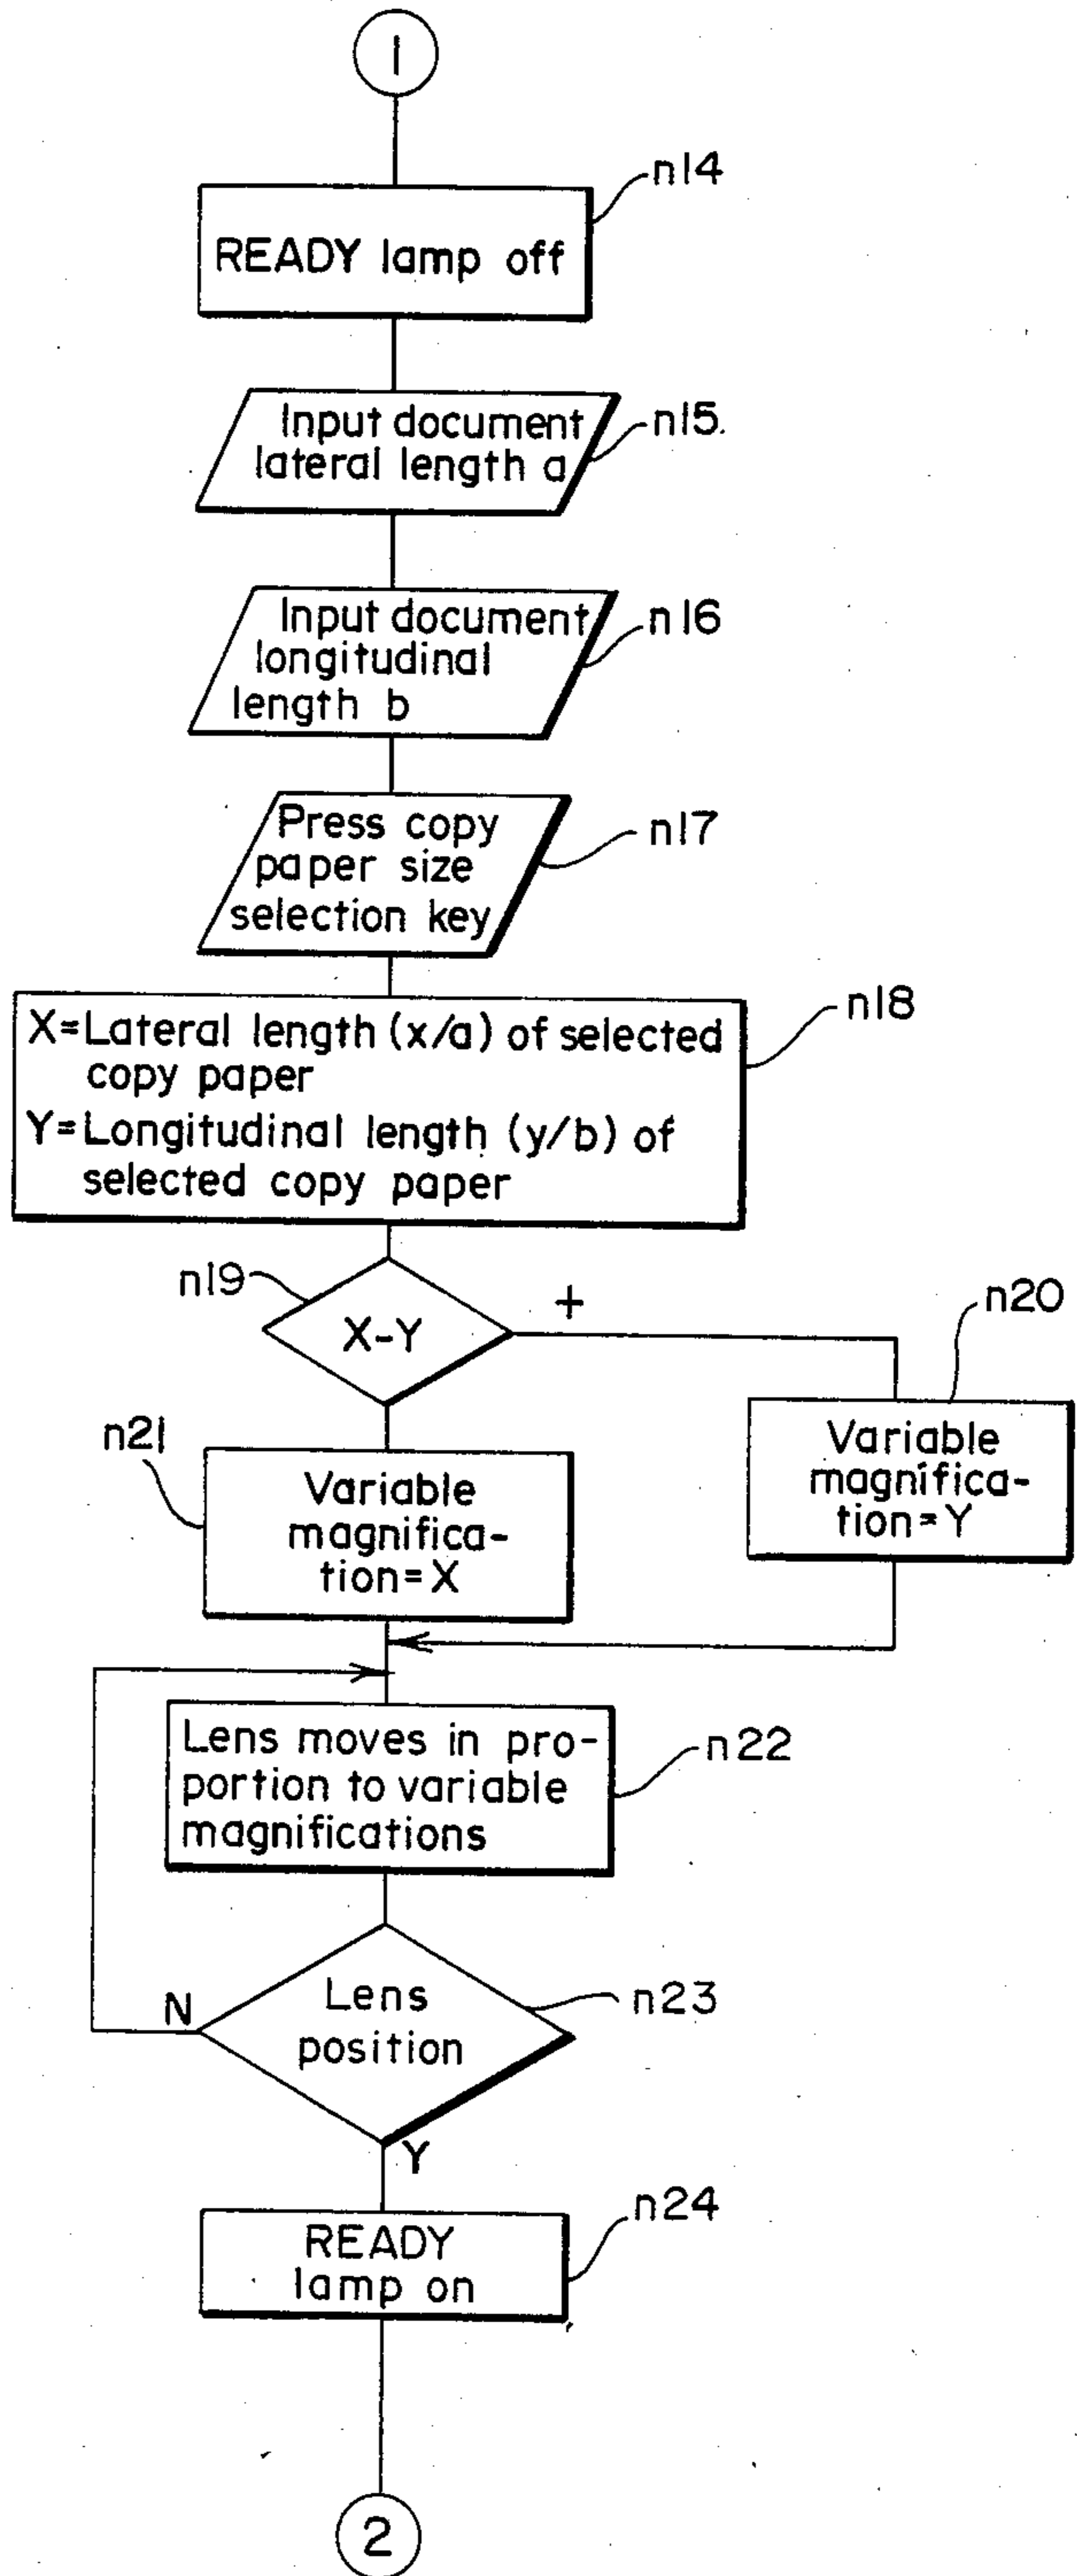 1
n14
READY lamp off
Input document
lateral length a
n15.
Input document
longitudinal
length b
n16
Press copy
paper size
selection key
n17
X=Lateral length (x/a) of selected
copy paper
Y=Longitudinal length (y/b) of
selected copy paper
n18
n19
X-Y
+
n20
Variable
magnifica-
tion=Y
n21
Variable
magnifica-
tion=X
Lens moves in pro-
portion to variable
magnifications
n22
Lens
position
n23
N
Y
READY
lamp on
n24
2